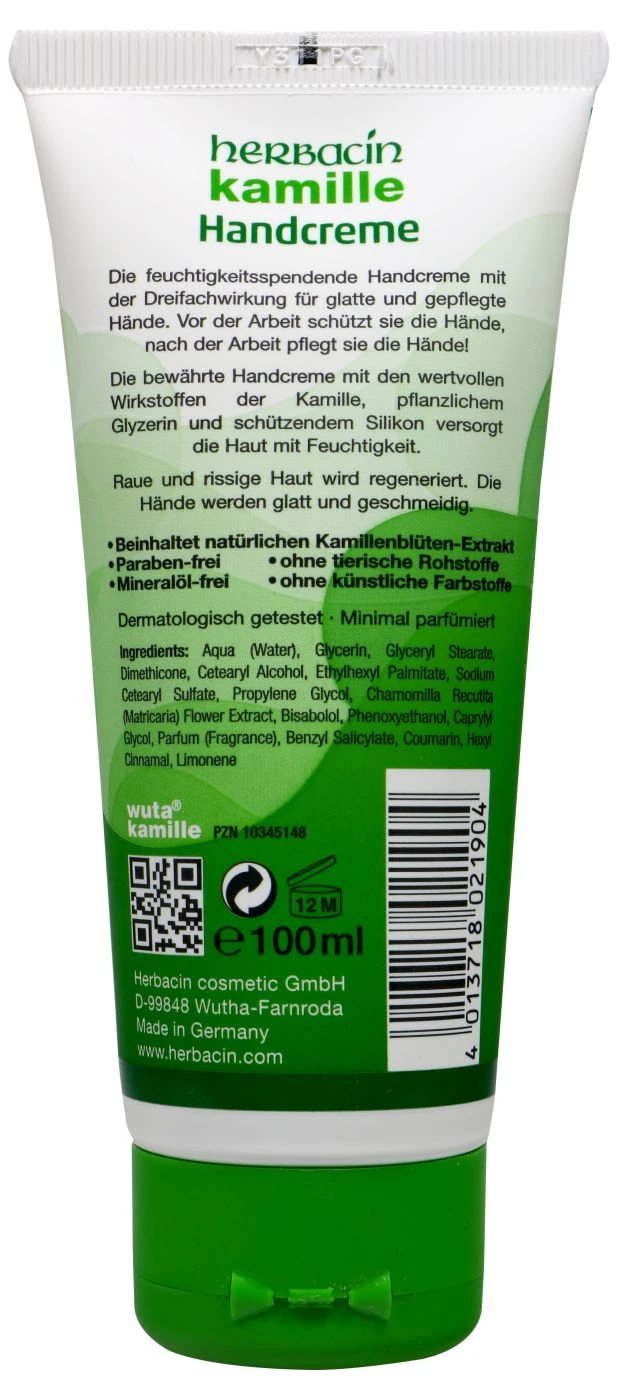 Y311PG
herbacin
kamille
Handcreme
Die feuchtigkeitsspendende Handcreme mit
der Dreifachwirkung für glatte und gepflegte
Hände. Vor der Arbeit schützt sie die Hände,
nach der Arbeit pflegt sie die Hände!
Die bewährte Handcreme mit den wertvollen
Wirkstoffen der Kamille, pflanzlichem
Glyzerin und schützendem Silikon versorgt
die Haut mit Feuchtigkeit.
Raue und rissige Haut wird regeneriert. Die
Hände werden glatt und geschmeidig.
•Beinhaltet natürlichen Kamillenblüten-Extrakt
•Paraben-frei •ohne tierische Rohstoffe
•Mineralöl-frei •ohne künstliche Farbstoffe
Dermatologisch getestet · Minimal parfümiert
Ingredients: Aqua (Water), Glycerin, Glyceryl Stearate,
Dimethicone, Cetearyl Alcohol, Ethylhexyl Palmitate, Sodium
Cetearyl Sulfate, Propylene Glycol, Chamomilla Recutita
(Matricaria) Flower Extract, Bisabolol, Phenoxyethanol, Caprylyl
Glycol, Parfum (Fragrance), Benzyl Salicylate, Coumarin, Hexyl
Cinnamal, Limonene
wuta®
kamille PZN 10345148
12 M
e100ml
Herbacin cosmetic GmbH
D-99848 Wutha-Farnroda
Made in Germany
www.herbacin.com
4 013718 021904